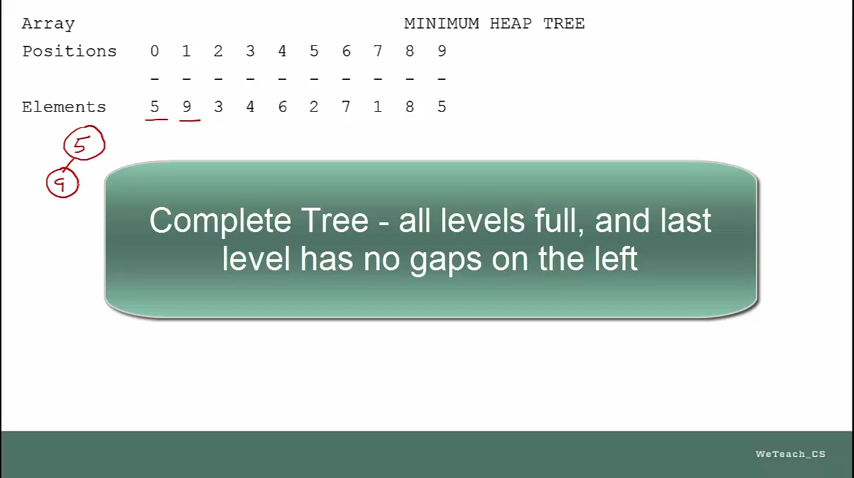 Array MINIMUM HEAP TREE
Positions 0 1 2 3 4 5 6 7 8 9
- - - - - - - - - -
Elements 5 9 3 4 6 2 7 1 8 5
5
9
Complete Tree - all levels full, and last
level has no gaps on the left
WeTeach_CS